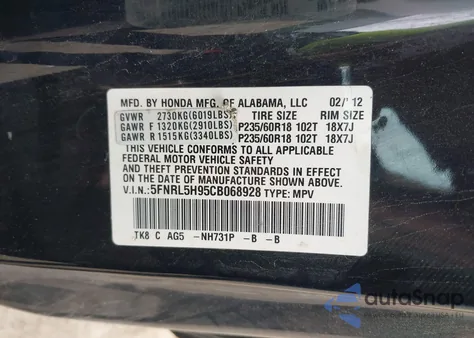 MFD. BY HONDA MFG. OF ALABAMA, LLC 02/12
GVWR 2730KG(6019LBS) TIRE SIZE RIM SIZE
GAWR F 1320KG(2910LBS) P235/60R18 102T 18X7J
GAWR R 1515KG(3340LBS) P235/60R18 102T 18X7J
THIS VEHICLE CONFORMS TO ALL APPLICABLE
FEDERAL MOTOR VEHICLE SAFETY
AND THEFT PREVENTION STANDARDS IN EFFECT
ON THE DATE OF MANUFACTURE SHOWN ABOVE.
V.I.N.: 5FNRL5H95CB068928 TYPE: MPV
TK8 C AG5 -NH731P -B -B
autoSnap